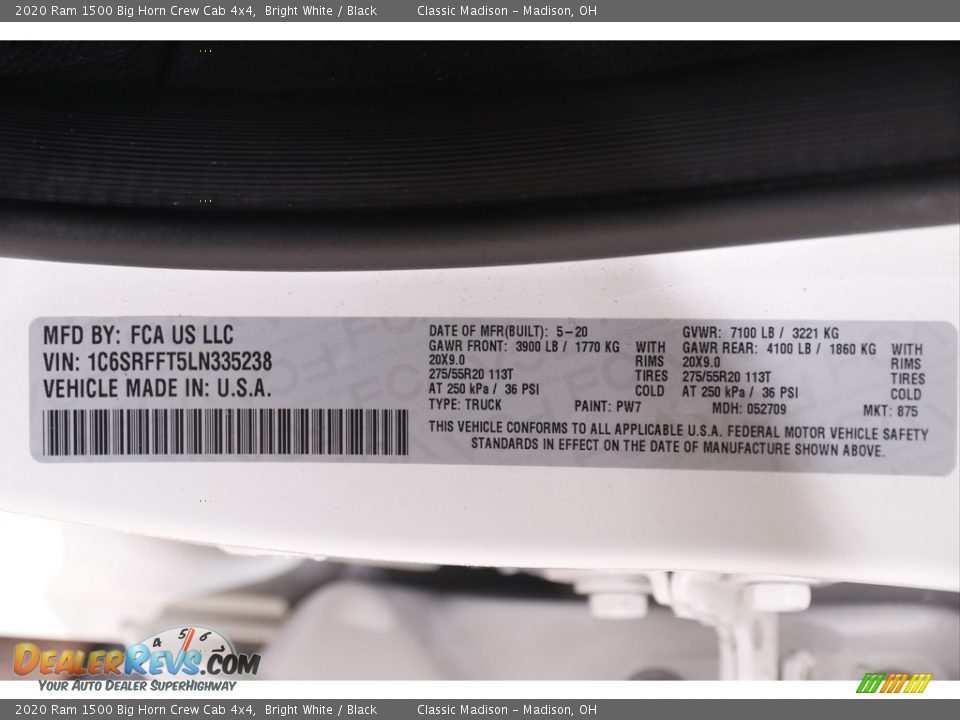 2020 Ram 1500 Big Horn Crew Cab 4x4, Bright White / Black Classic Madison - Madison, OH
MFD BY: FCA US LLC
VIN: 1C6SRFFT5LN335238
VEHICLE MADE IN: U.S.A.
DATE OF MFR(BUILT): 5-20
GAWR FRONT: 3900 LB / 1770 KG WITH
20X9.0 RIMS
275/55R20 113T TIRES
AT 250 kPa / 36 PSI COLD
TYPE: TRUCK PAINT: PW7
GVWR: 7100 LB / 3221 KG
GAWR REAR: 4100 LB / 1860 KG WITH
20X9.0 RIMS
275/55R20 113T TIRES
AT 250 kPa / 36 PSI COLD
MDH: 052709 MKT: 875
THIS VEHICLE CONFORMS TO ALL APPLICABLE U.S.A. FEDERAL MOTOR VEHICLE SAFETY
STANDARDS IN EFFECT ON THE DATE OF MANUFACTURE SHOWN ABOVE.
4 5 6
DealerRevs.com
Your Auto Dealer SuperHighway
2020 Ram 1500 Big Horn Crew Cab 4x4, Bright White / Black Classic Madison - Madison, OH